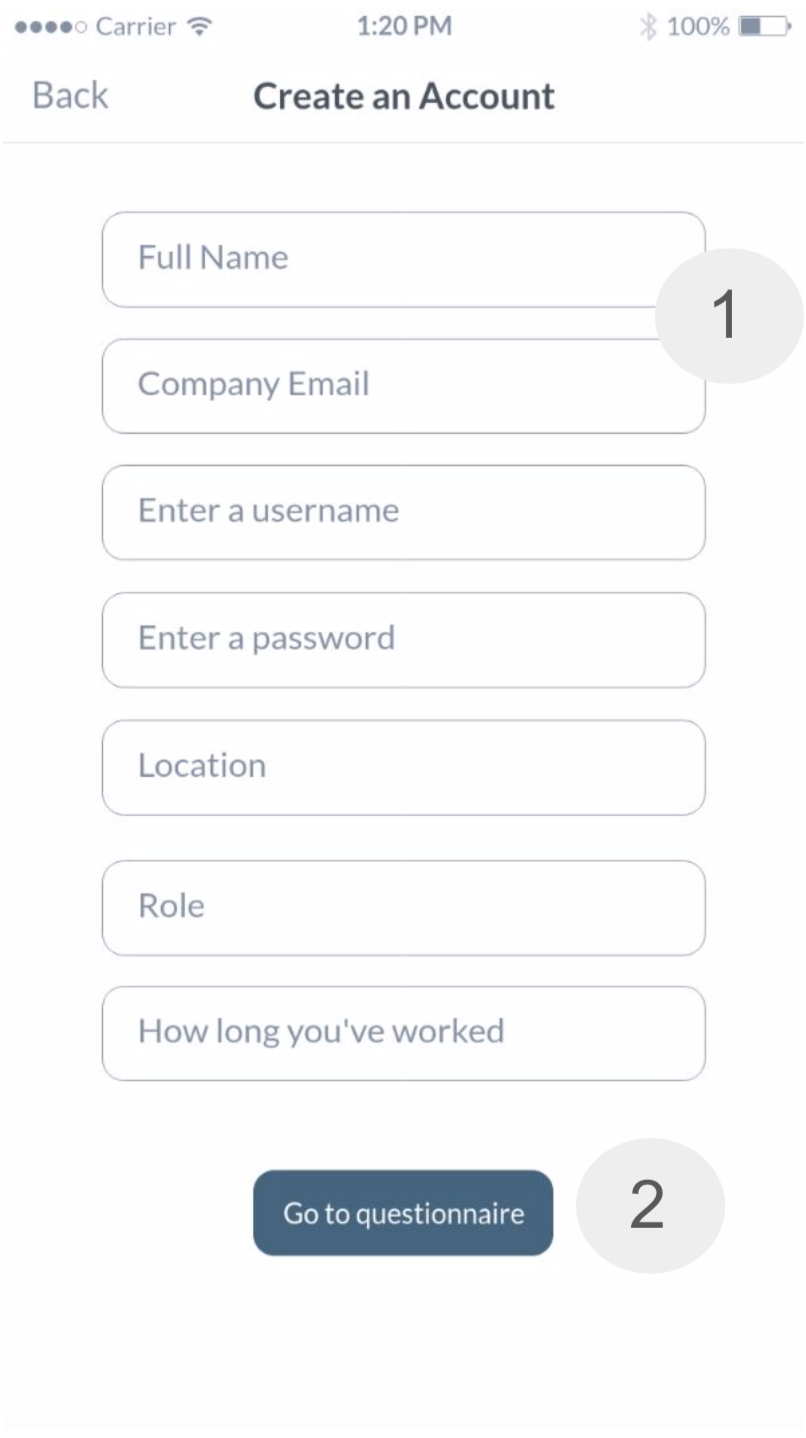 Carrier 1:20 PM 100%
Back Create an Account
Full Name
1
Company Email
Enter a username
Enter a password
Location
Role
How long you've worked
Go to questionnaire 2